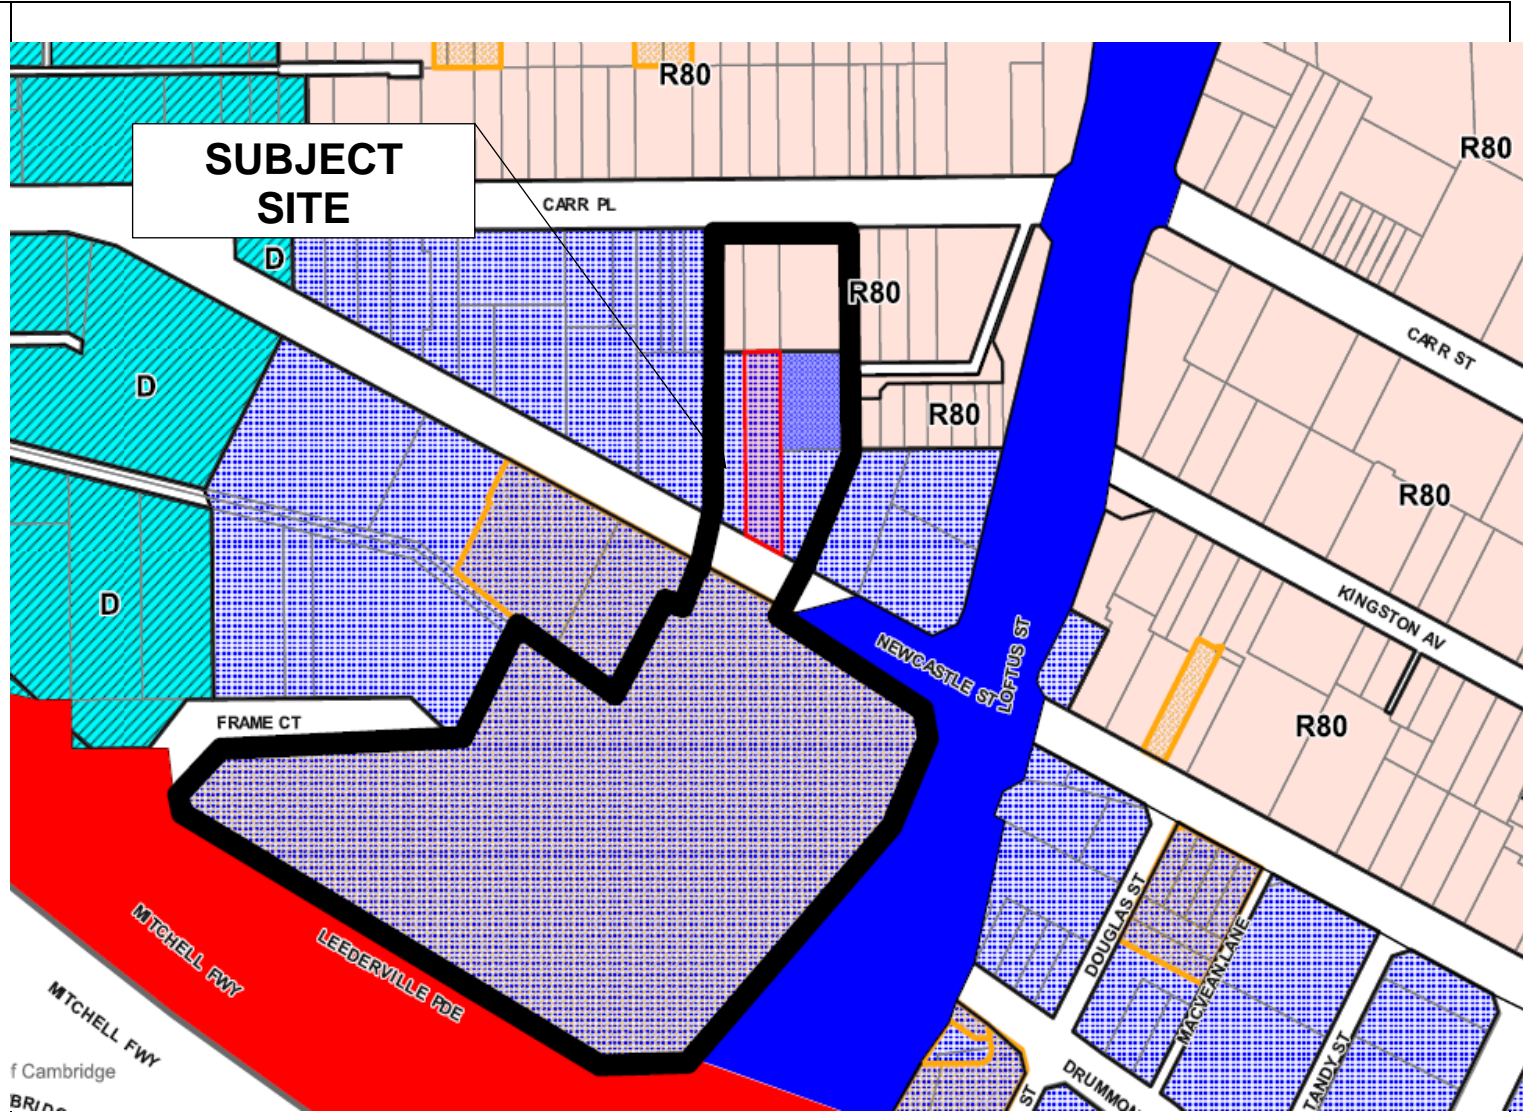 R80
R80
SUBJECT
SITE
CARR PL
D
R80
CARR ST
D
R80
R80
D
KINGSTON AV
NEWCASTLE ST
LOFTUS ST
FRAME CT
R80
DOUGLAS ST
MACVEAN LANE
MITCHELL FWY
LEEDERVILLE PDE
MITCHELL FWY
f Cambridge
DRUMMON
TANDY ST
ST